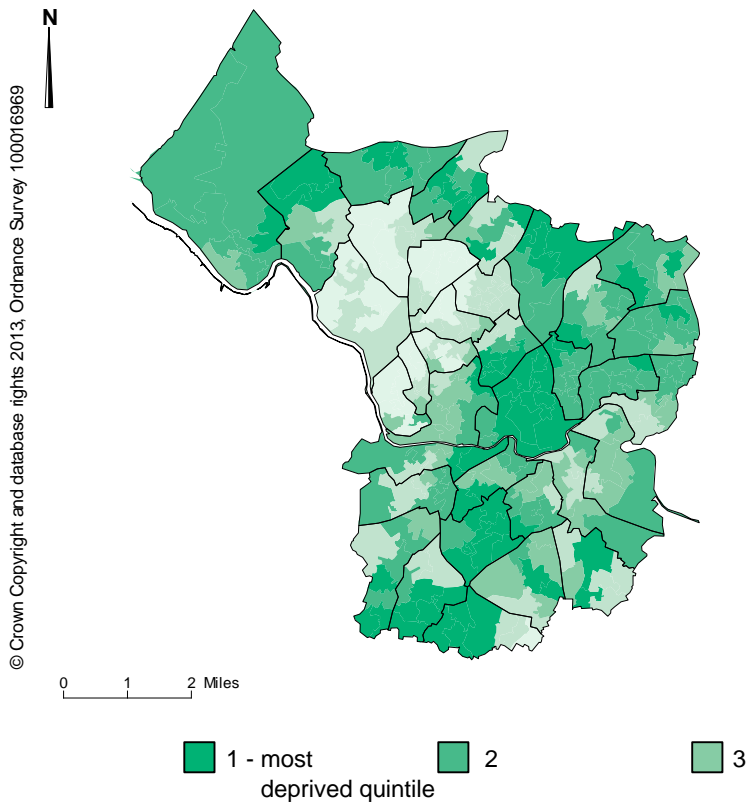 N
© Crown Copyright and database rights 2013, Ordnance Survey 100016969
0 1 2 Miles
1 - most
deprived quintile
2
3